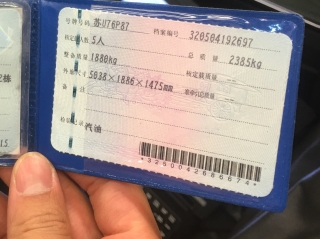 号牌号码 苏U76P87 档案编号 320504192697
核定载人数 5人 总质量 2385kg
整备质量 1880kg 核定载质量
外廓尺寸 5038×1886×1475mm 准牵引总质量
备注
检验记录 汽油
*3250042686674*
栋
15